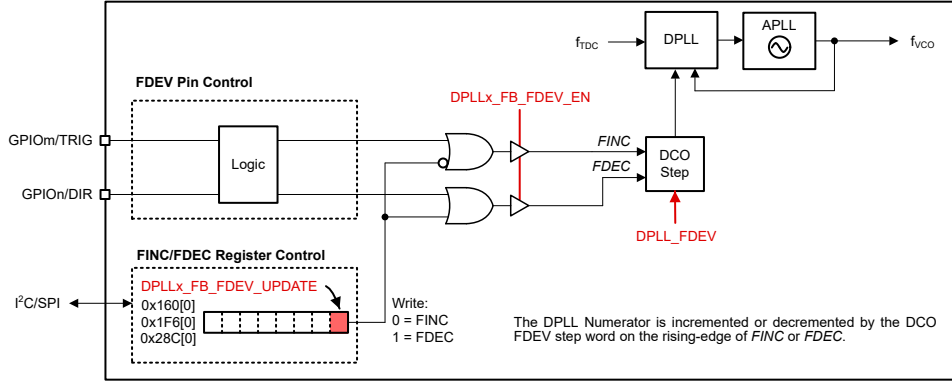 FDEV Pin Control
GPIOm/TRIG
GPIOn/DIR
Logic
DPLLx_FB_FDEV_EN
fTDC
DPLL
APLL
fVCO
FINC
FDEC
DCO
Step
DPLL_FDEV
FINC/FDEC Register Control
I²C/SPI
DPLLx_FB_FDEV_UPDATE
0x160[0]
0x1F6[0]
0x28C[0]
Write:
0 = FINC
1 = FDEC
The DPLL Numerator is incremented or decremented by the DCO
FDEV step word on the rising-edge of FINC or FDEC.